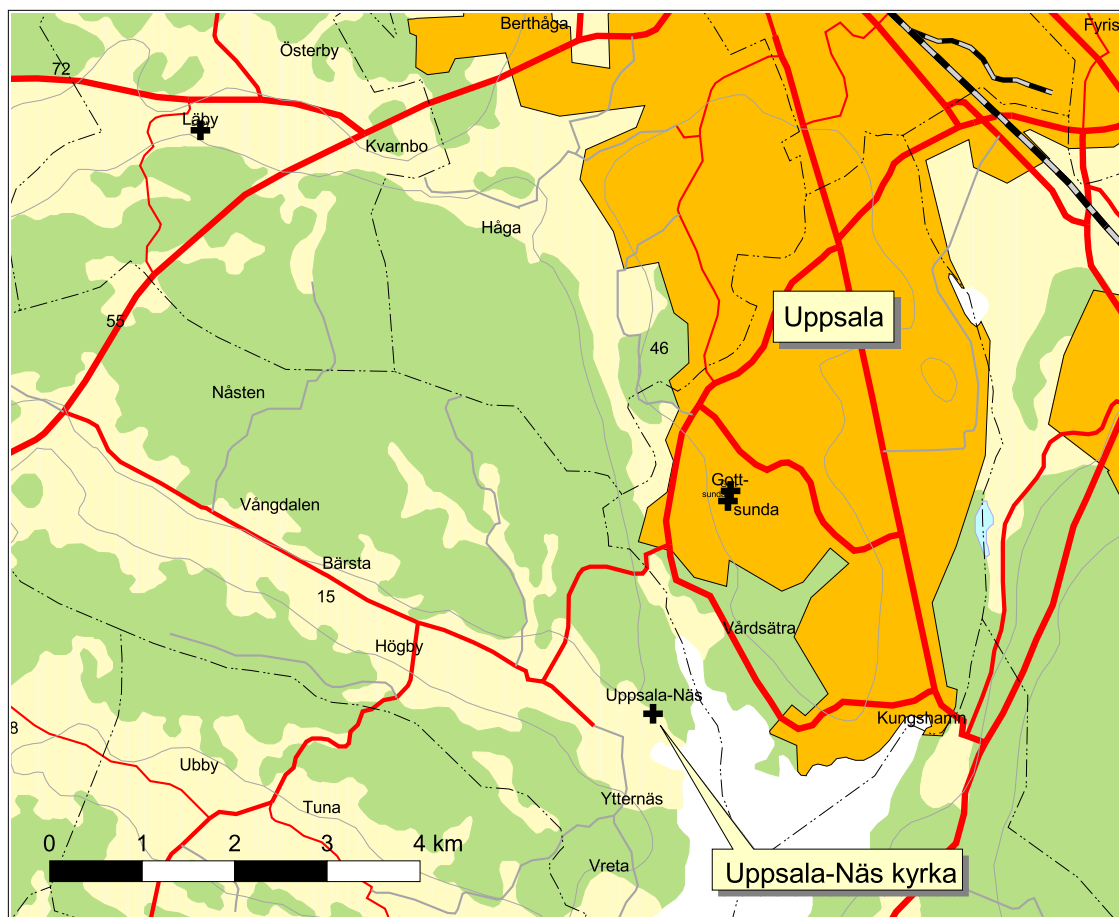 Berthåga
Fyris
Österby
72
Läby
Kvarnbo
Håga
Uppsala
55
46
Nåsten
Gott-
sunda
sunda
Vångdalen
Bärsta
15
Högby
Vårdsätra
Uppsala-Näs
Kungshamn
8
Ubby
Ytternäs
Tuna
0 1 2 3 4 km
Vreta
Uppsala-Näs kyrka